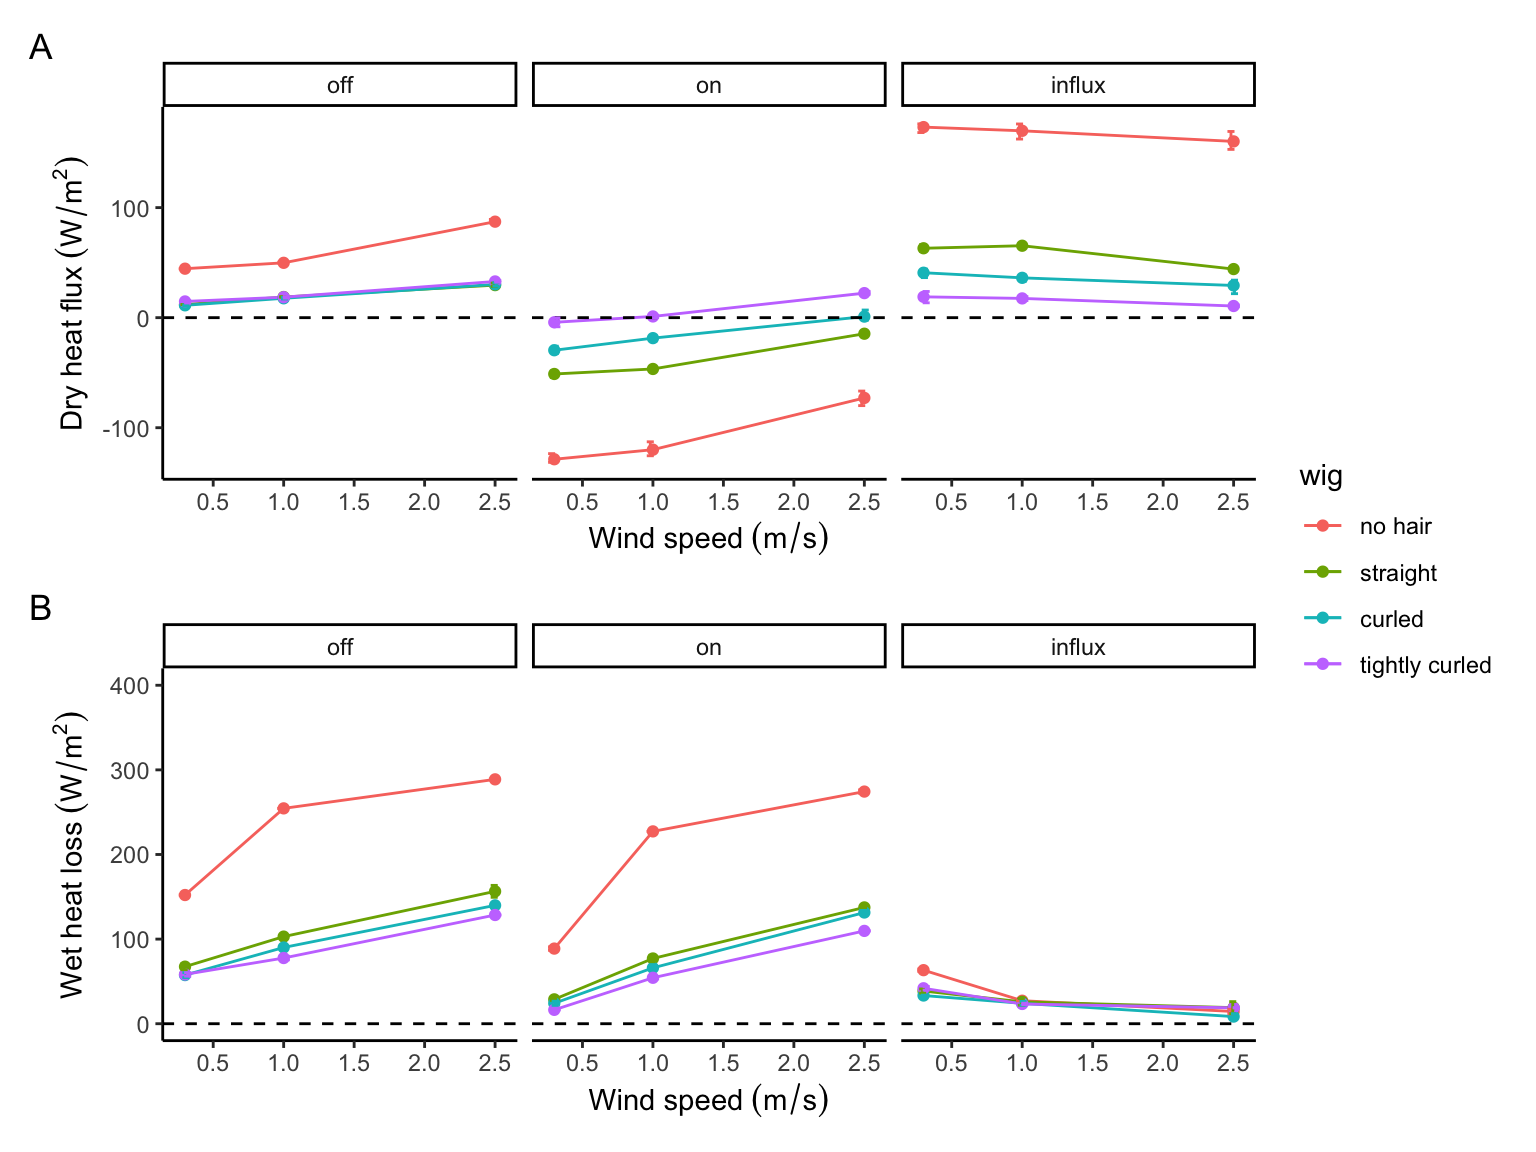 A
off on influx
Dry heat flux (W/m²)
100
0
-100
0.5 1.0 1.5 2.0 2.5 0.5 1.0 1.5 2.0 2.5 0.5 1.0 1.5 2.0 2.5
Wind speed (m/s)
wig
no hair
straight
curled
tightly curled
B
off on influx
Wet heat loss (W/m²)
400
300
200
100
0
0.5 1.0 1.5 2.0 2.5 0.5 1.0 1.5 2.0 2.5 0.5 1.0 1.5 2.0 2.5
Wind speed (m/s)